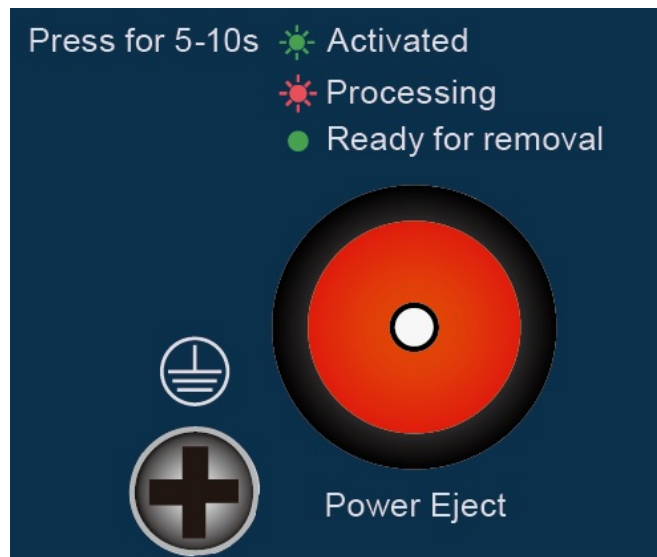 Press for 5-10s Activated
Processing
Ready for removal
Power Eject